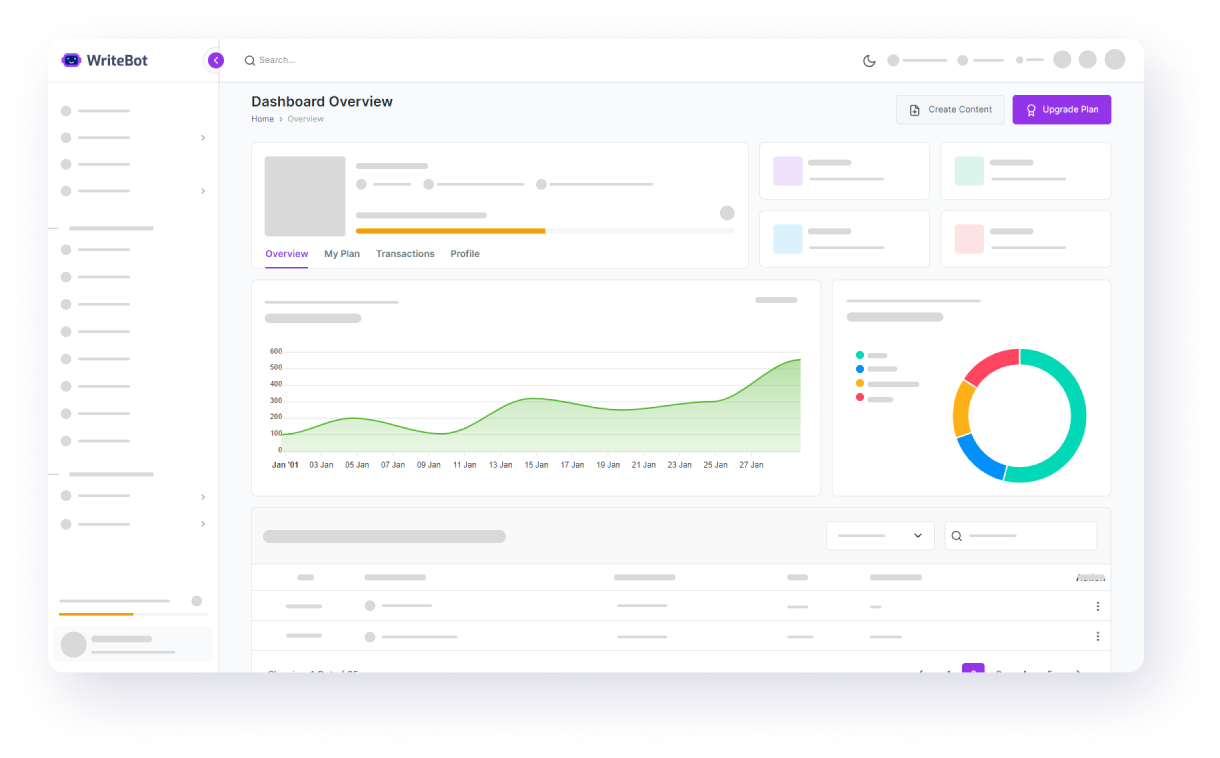 WriteBot
Search...
Dashboard Overview
Home > Overview
Create Content
Upgrade Plan
Overview My Plan Transactions Profile
600
500
400
300
200
100
0
Jan '01 03 Jan 05 Jan 07 Jan 09 Jan 11 Jan 13 Jan 15 Jan 17 Jan 19 Jan 21 Jan 23 Jan 25 Jan 27 Jan